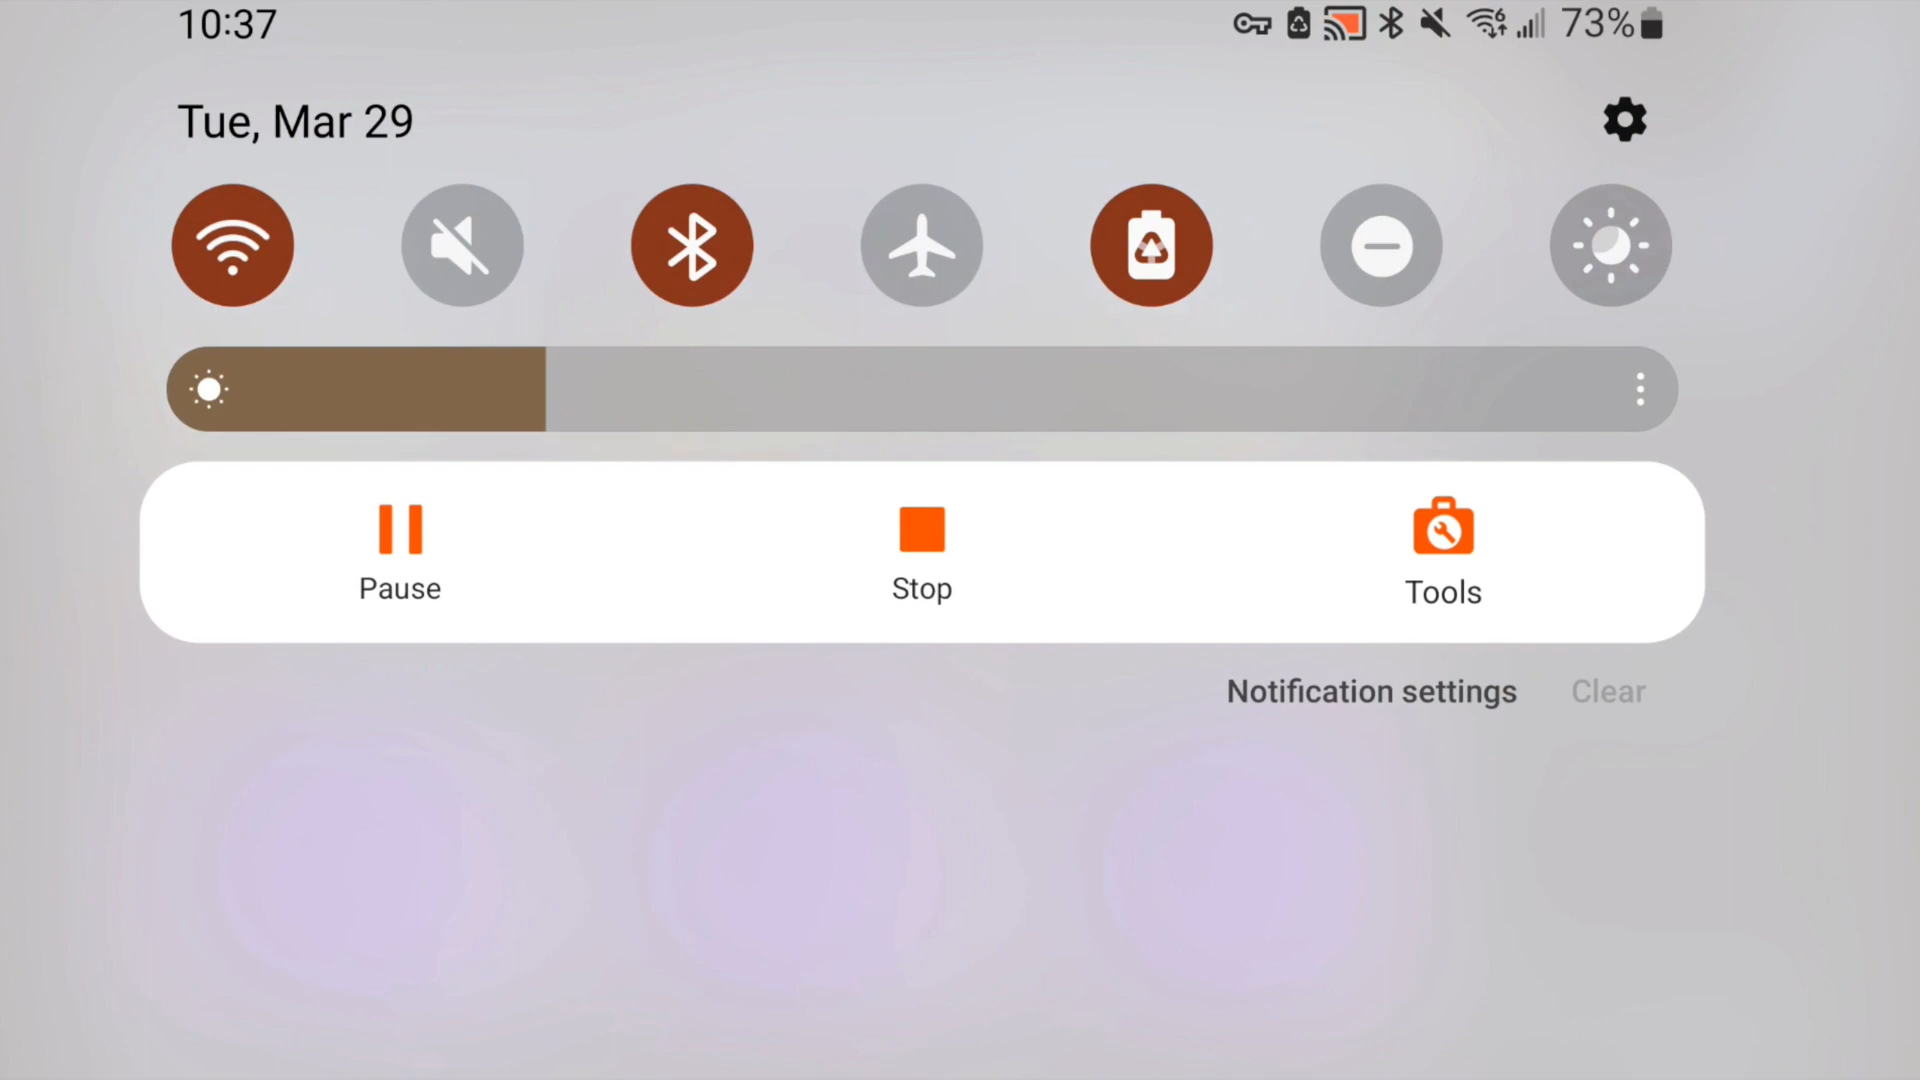 10:37
73%
Tue, Mar 29
Pause
Stop
Tools
Notification settings
Clear